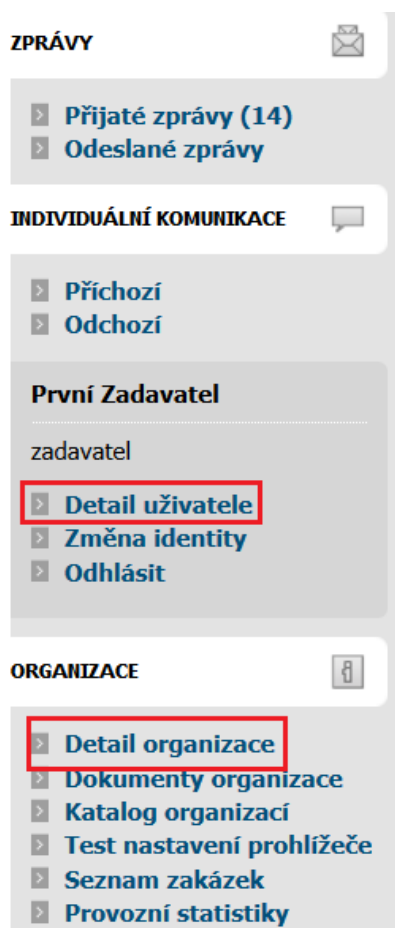 ZPRÁVY
Přijaté zprávy (14)
Odeslané zprávy
INDIVIDUÁLNÍ KOMUNIKACE
Příchozí
Odchozí
První Zadavatel
zadavatel
Detail uživatele
Změna identity
Odhlásit
ORGANIZACE
Detail organizace
Dokumenty organizace
Katalog organizací
Test nastavení prohlížeče
Seznam zakázek
Provozní statistiky